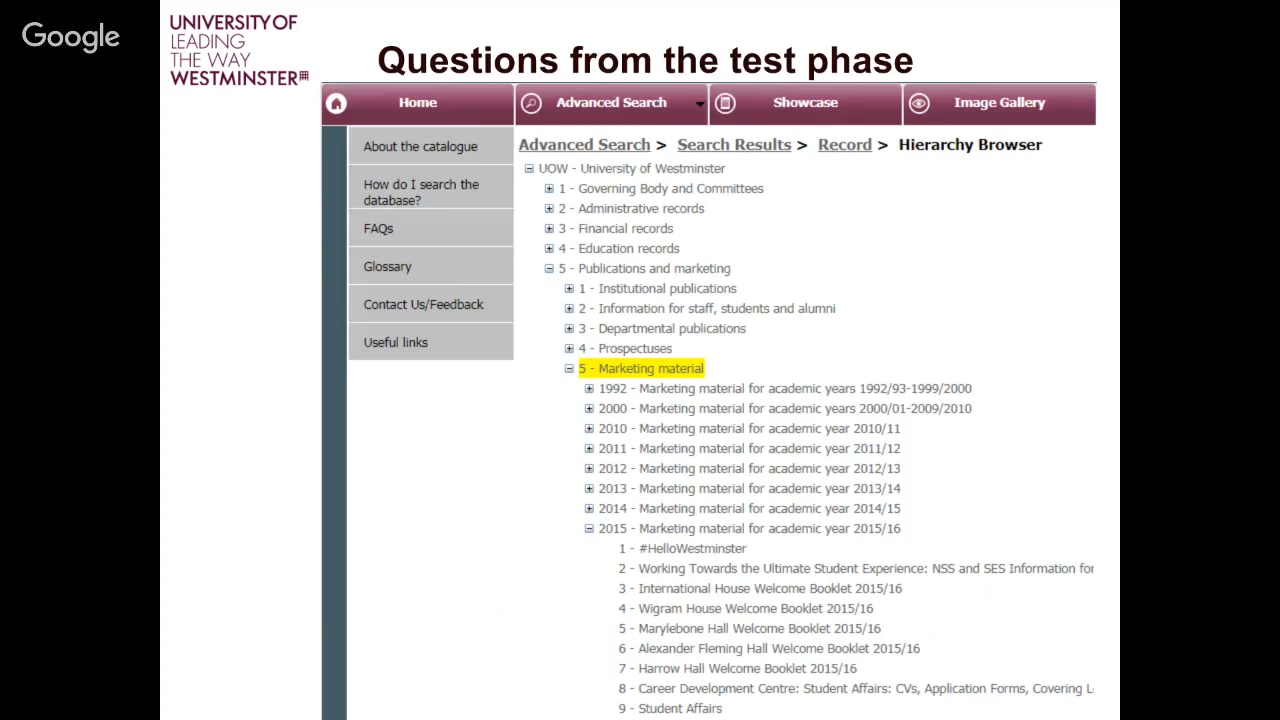 Google
UNIVERSITY OF
LEADING
THE WAY
WESTMINSTER
Questions from the test phase
Home
Advanced Search
Showcase
Image Gallery
About the catalogue
How do I search the
database?
FAQs
Glossary
Contact Us/Feedback
Useful links
Advanced Search > Search Results > Record > Hierarchy Browser
UOW - University of Westminster
1 - Governing Body and Committees
2 - Administrative records
3 - Financial records
4 - Education records
5 - Publications and marketing
1 - Institutional publications
2 - Information for staff, students and alumni
3 - Departmental publications
4 - Prospectuses
5 - Marketing material
1992 - Marketing material for academic years 1992/93-1999/2000
2000 - Marketing material for academic years 2000/01-2009/2010
2010 - Marketing material for academic year 2010/11
2011 - Marketing material for academic year 2011/12
2012 - Marketing material for academic year 2012/13
2013 - Marketing material for academic year 2013/14
2014 - Marketing material for academic year 2014/15
2015 - Marketing material for academic year 2015/16
1 - #HelloWestminster
2 - Working Towards the Ultimate Student Experience: NSS and SES Information for
3 - International House Welcome Booklet 2015/16
4 - Wigram House Welcome Booklet 2015/16
5 - Marylebone Hall Welcome Booklet 2015/16
6 - Alexander Fleming Hall Welcome Booklet 2015/16
7 - Harrow Hall Welcome Booklet 2015/16
8 - Career Development Centre: Student Affairs: CVs, Application Forms, Covering
9 - Student Affairs